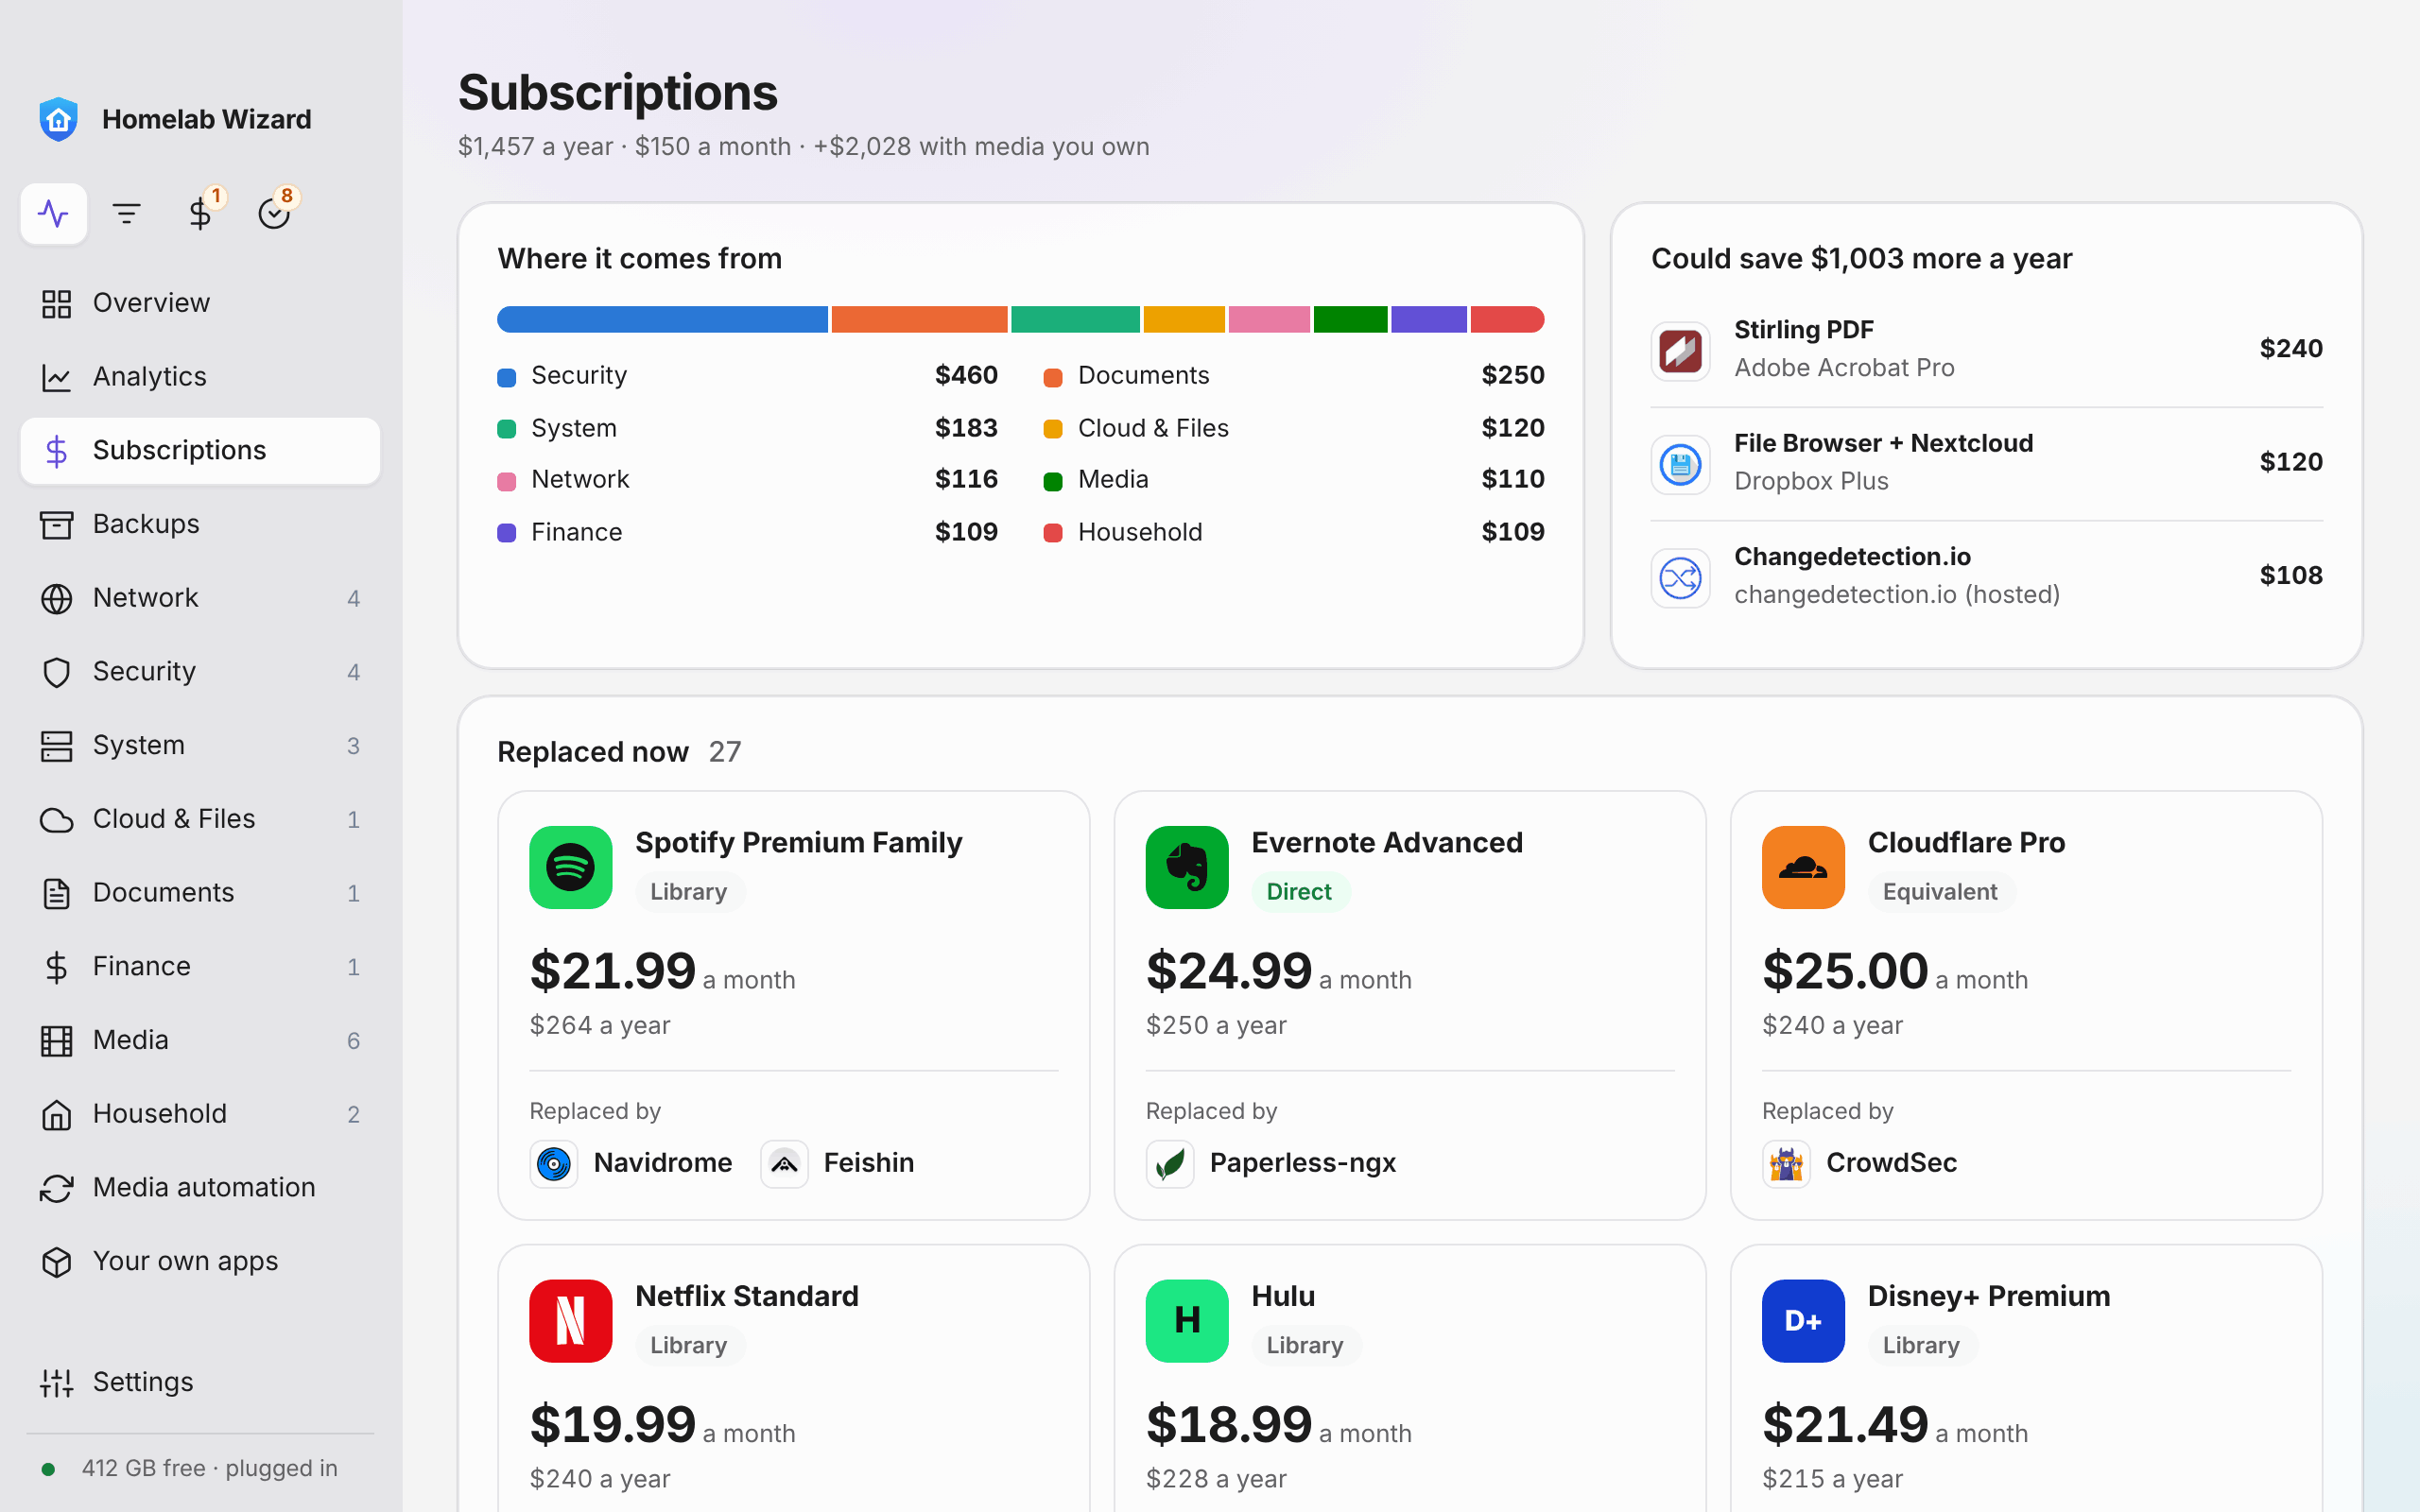 Homelab Wizard
1
8
Overview
Analytics
Subscriptions
Backups
Network 4
Security 4
System 3
Cloud & Files 1
Documents 1
Finance 1
Media 6
Household 2
Media automation
Your own apps
Settings
412 GB free · plugged in
Subscriptions
$1,457 a year · $150 a month · +$2,028 with media you own
Where it comes from
Security $460
Documents $250
System $183
Cloud & Files $120
Network $116
Media $110
Finance $109
Household $109
Could save $1,003 more a year
Stirling PDF
Adobe Acrobat Pro
$240
File Browser + Nextcloud
Dropbox Plus
$120
Changedetection.io
changedetection.io (hosted)
$108
Replaced now 27
Spotify Premium Family
Library
$21.99 a month
$264 a year
Replaced by
Navidrome Feishin
Evernote Advanced
Direct
$24.99 a month
$250 a year
Replaced by
Paperless-ngx
Cloudflare Pro
Equivalent
$25.00 a month
$240 a year
Replaced by
CrowdSec
N
Netflix Standard
Library
$19.99 a month
$240 a year
H
Hulu
Library
$18.99 a month
$228 a year
D+
Disney+ Premium
Library
$21.49 a month
$215 a year